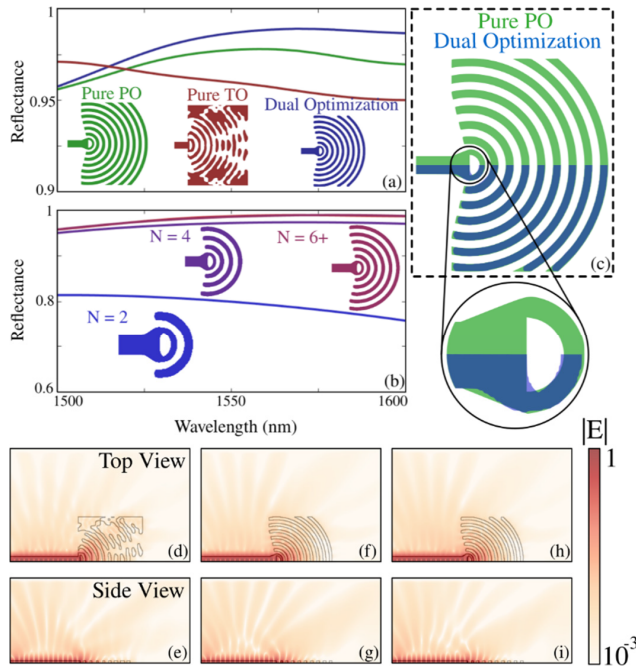 1
0.95
0.9
Reflectance
Pure PO
Pure TO
Dual Optimization
(a)
1
0.8
0.6
Reflectance
N = 4
N = 6+
N = 2
(b)
1500
1550
1600
Wavelength (nm)
Pure PO
Dual Optimization
(c)
Top View
(d)
(f)
(h)
Side View
(e)
(g)
(i)
|E|
1
10-3